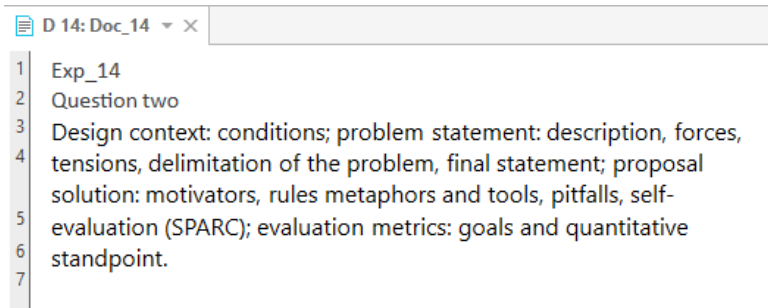 D 14: Doc_14
1 Exp_14
2 Question two
3 Design context: conditions; problem statement: description, forces,
4 tensions, delimitation of the problem, final statement; proposal
solution: motivators, rules metaphors and tools, pitfalls, self-
5 evaluation (SPARC); evaluation metrics: goals and quantitative
6 standpoint.
7